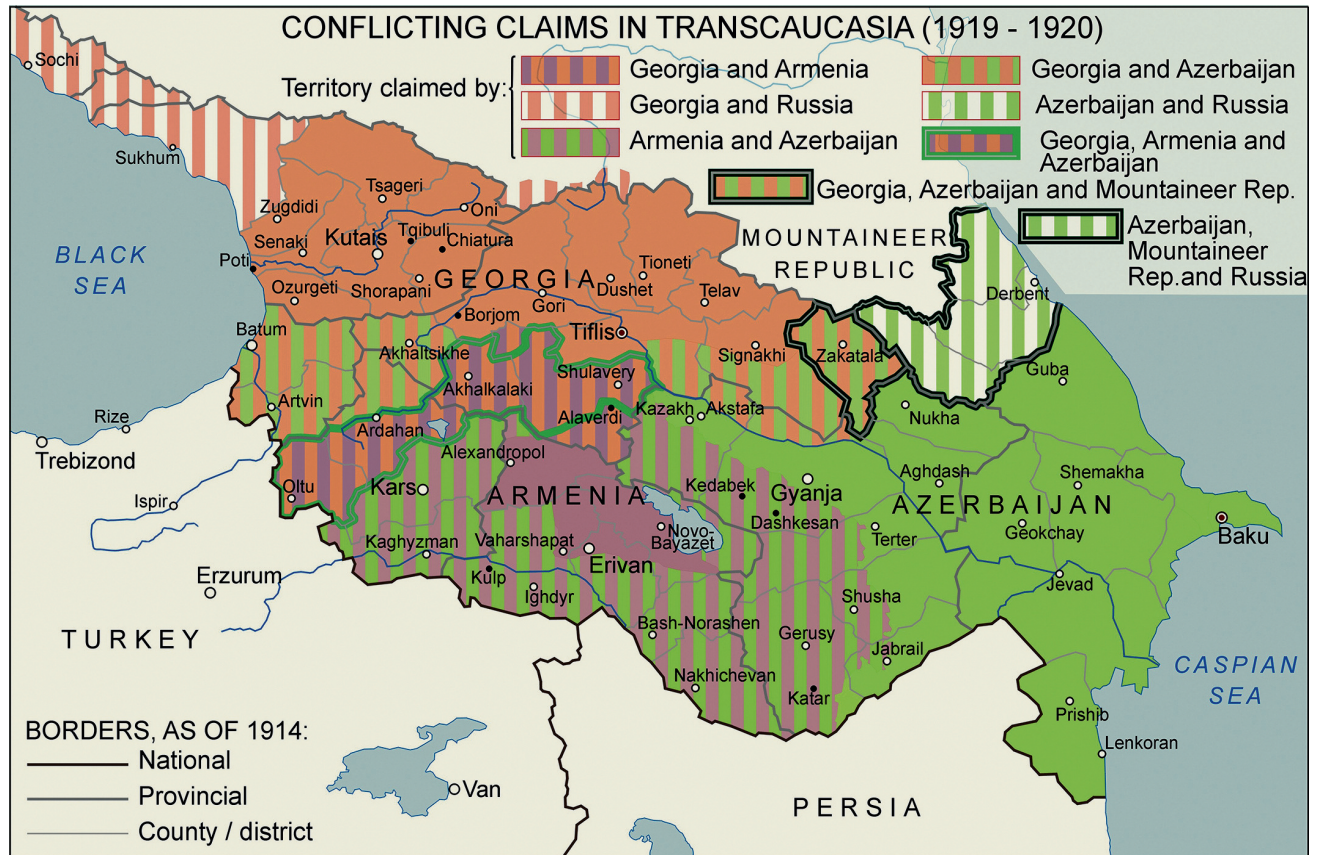 CONFLICTING CLAIMS IN TRANSCAUCASIA (1919 - 1920)
Territory claimed by:
Georgia and Armenia
Georgia and Russia
Armenia and Azerbaijan
Georgia and Azerbaijan
Azerbaijan and Russia
Georgia, Armenia and
Azerbaijan
Georgia, Azerbaijan and Mountaineer Rep.
Azerbaijan,
Mountaineer
Rep.and Russia
Sochi
Sukhum
Tsageri
Zugdidi
Oni
Senaki
Kutais
Tqibuli
Chiatura
MOUNTAINEER
REPUBLIC
BLACK
SEA
Poti
Ozurgeti
Shorapani
GEORGIA
Gori
Dushet
Tioneti
Telav
Derbent
Batum
Borjom
Tiflis
Akhaltsikhe
Signakhi
Zakatala
Guba
Akhalkalaki
Shulavery
Artvin
Rize
Ardahan
Alaverdi
Kazakh
Akstafa
Nukha
Trebizond
Alexandropol
Aghdash
Shemakha
Oltu
Kars
ARMENIA
Kedabek
Gyanja
AZERBAIJAN
Ispir
Dashkesan
Geokchay
Novo-
Bayazet
Terter
Baku
Kaghyzman
Vaharshapat
Erivan
Erzurum
Kulp
Ighdyr
Jevad
Shusha
TURKEY
Bash-Norashen
Gerusy
Jabrail
Nakhichevan
Katar
CASPIAN
SEA
Prishib
Lenkoran
BORDERS, AS OF 1914:
National
Provincial
County / district
Van
PERSIA